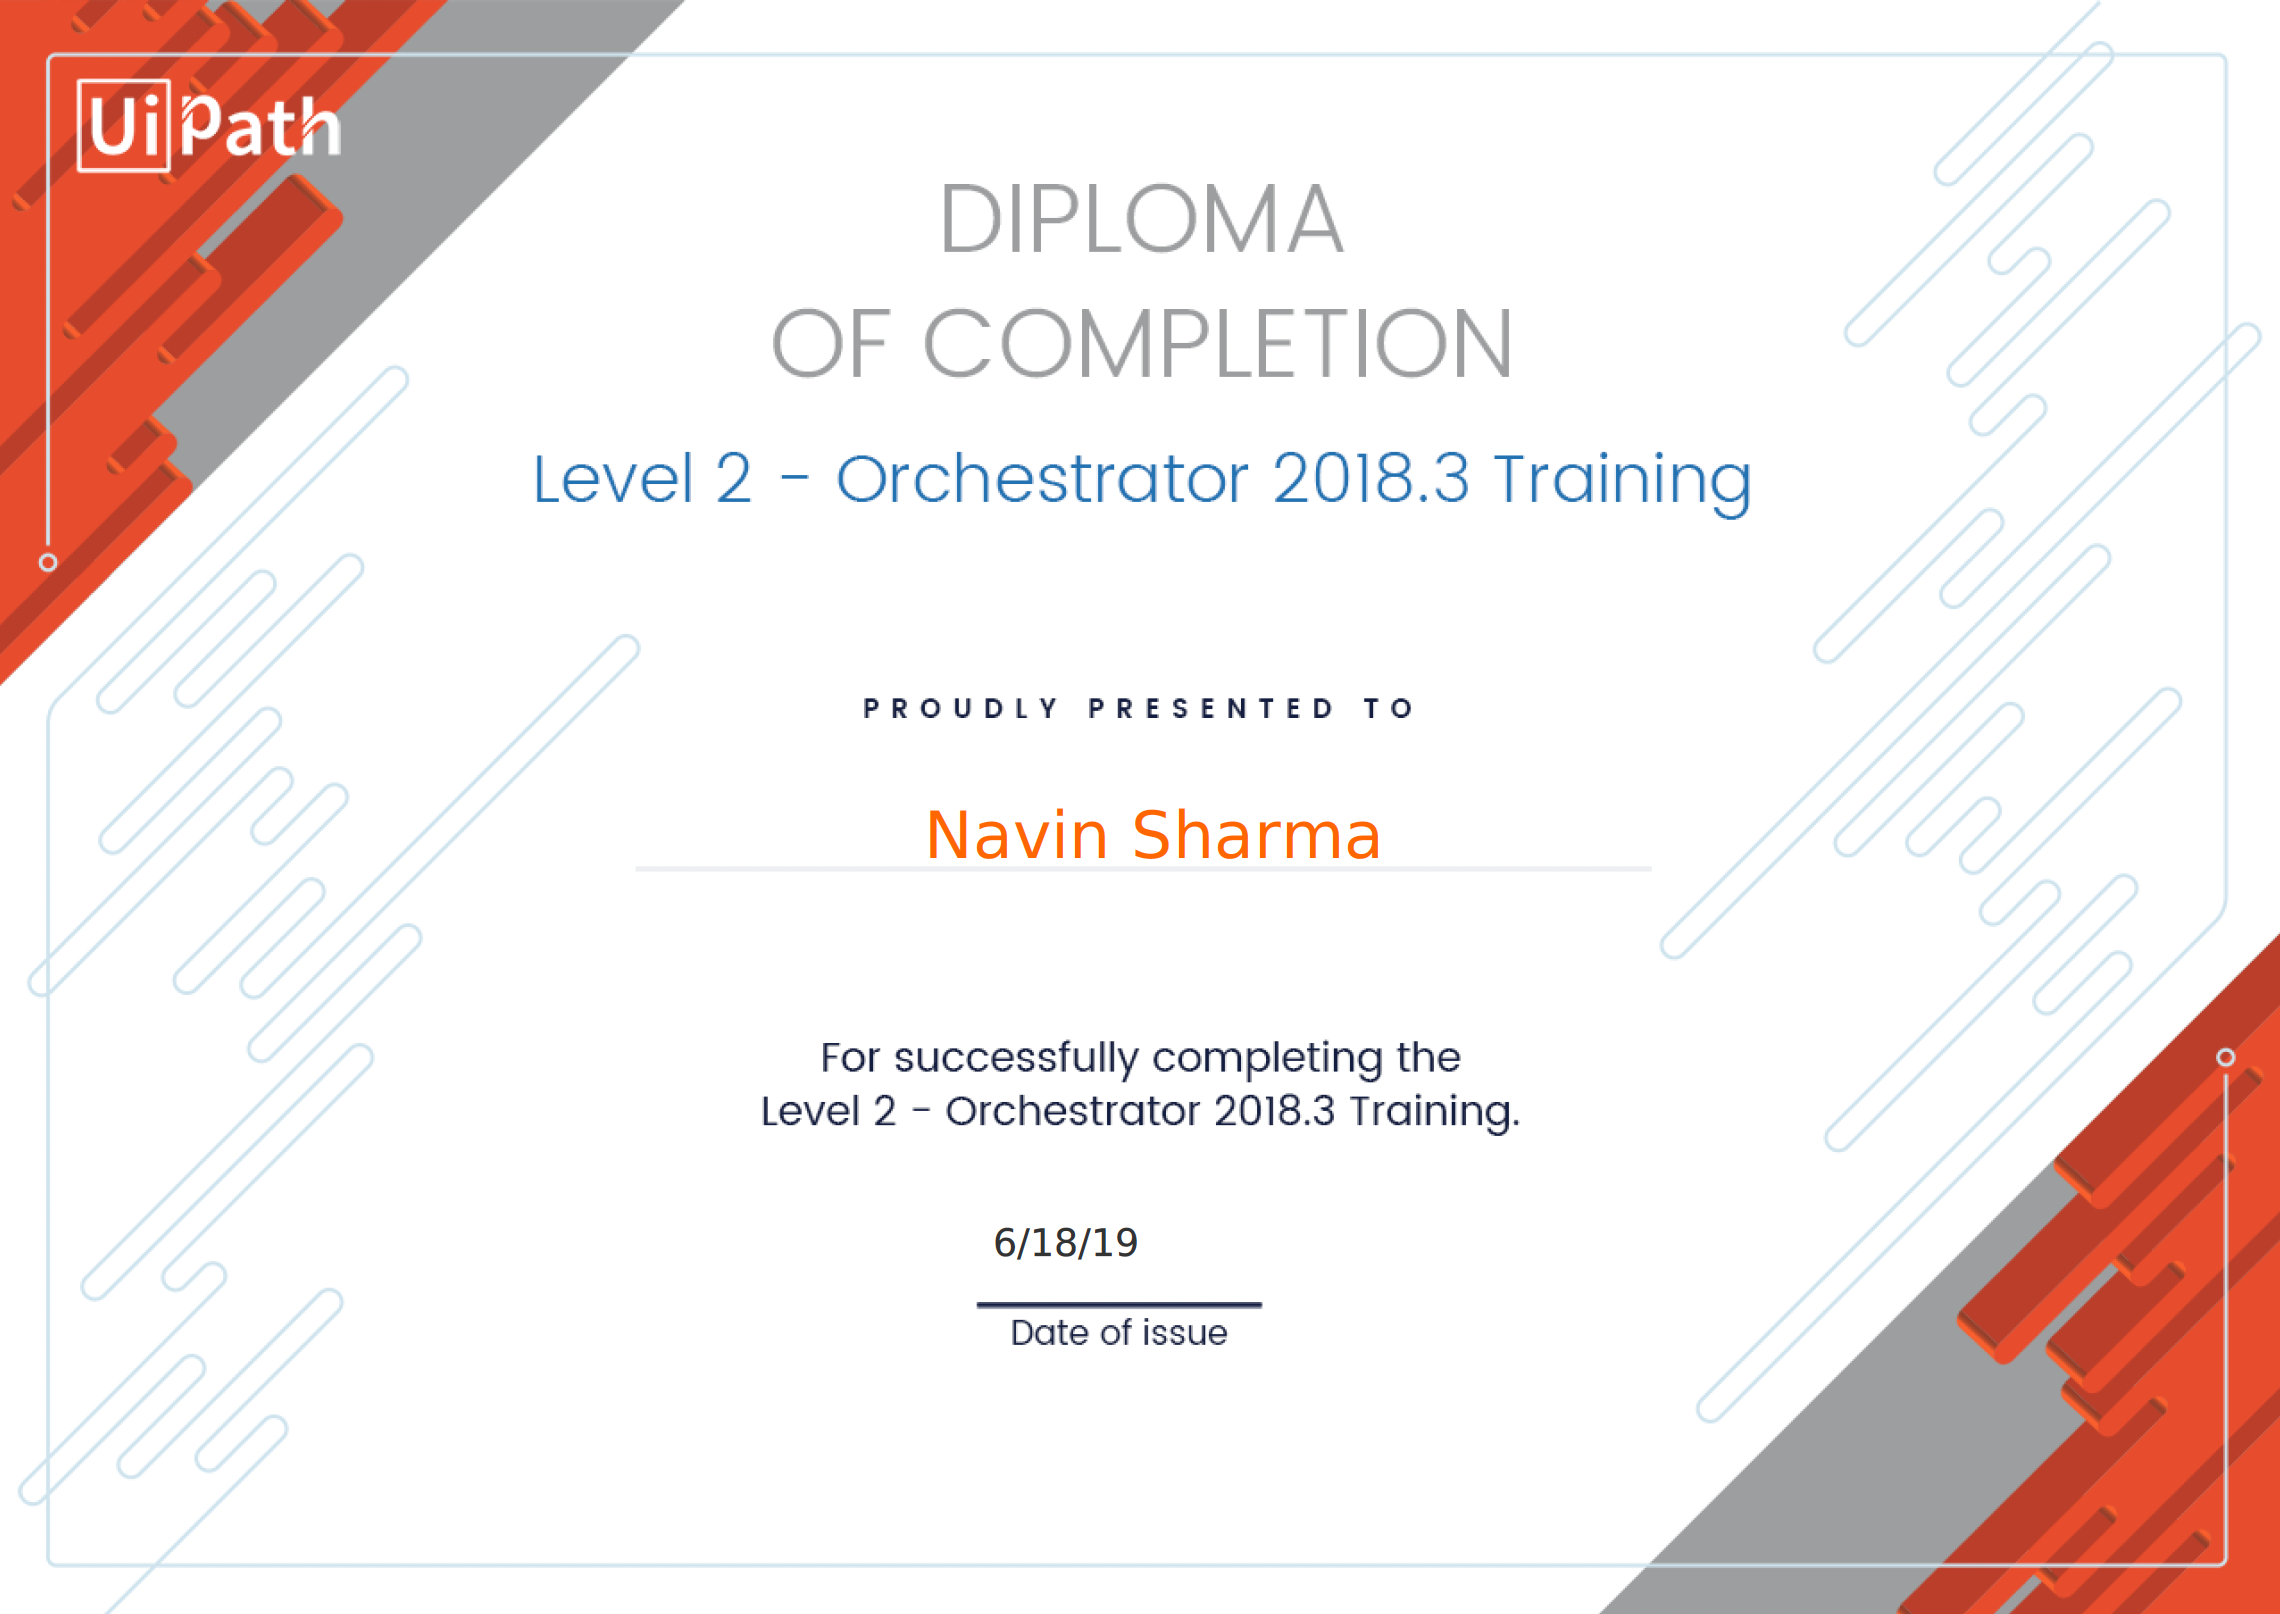 UiPath
DIPLOMA
OF COMPLETION
Level 2 - Orchestrator 2018.3 Training
PROUDLY PRESENTED TO
Navin Sharma
For successfully completing the
Level 2 - Orchestrator 2018.3 Training.
6/18/19
Date of issue